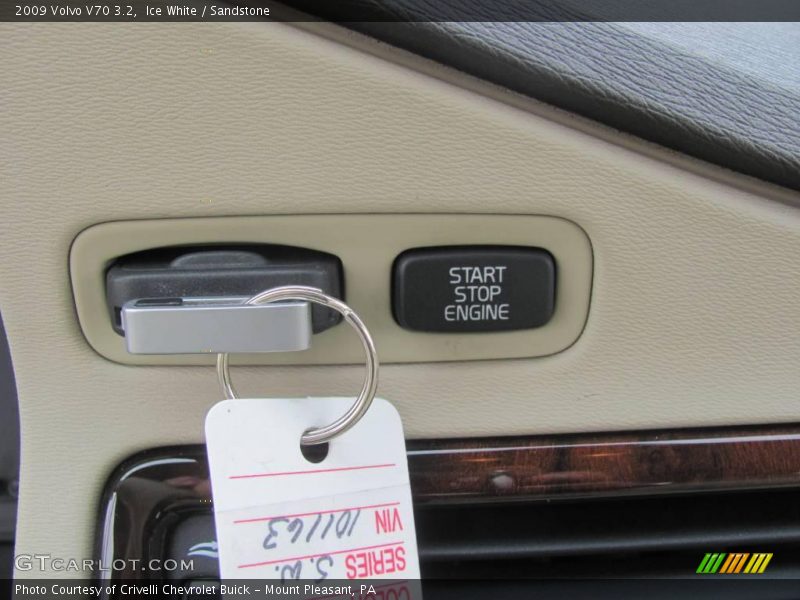 2009 Volvo V70 3.2, Ice White / Sandstone
START
STOP
ENGINE
VIN 101163
SERIES S.W.
GTCARLOT.COM
Photo Courtesy of Crivelli Chevrolet Buick - Mount Pleasant, PA